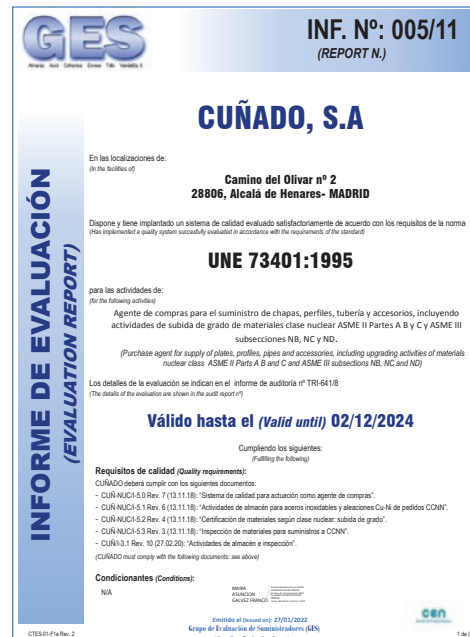 GES
Almaraz Ascó Cofrentes Enresa Trillo Vandellós II
INF. Nº: 005/11
(REPORT N.)
INFORME DE EVALUACIÓN
(EVALUATION REPORT)
CUÑADO, S.A
En las localizaciones de:
(In the facilities of)
Camino del Olivar nº 2
28806, Alcalá de Henares- MADRID
Dispone y tiene implantado un sistema de calidad evaluado satisfactoriamente de acuerdo con los requisitos de la norma
(Has implemented a quality system succesfully evaluated in accordance with the requirements of the standard)
UNE 73401:1995
para las actividades de:
(for the following activities)
Agente de compras para el suministro de chapas, perfiles, tubería y accesorios, incluyendo
actividades de subida de grado de materiales clase nuclear ASME II Partes A B y C y ASME III
subsecciones NB, NC y ND.
(Purchase agent for supply of plates, profiles, pipes and accessories, including upgrading activities of materials
nuclear class ASME II Parts A B and C and ASME III subsections NB, NC and ND)
Los detalles de la evaluación se indican en el informe de auditoría nº TRI-641/8
(The details of the evaluation are shown in the audit report nº)
Válido hasta el (Valid until) 02/12/2024
Cumpliendo los siguientes:
(Fulfilling the following)
Requisitos de calidad (Quality requirements):
CUÑADO deberá cumplir con los siguientes documentos:
- CUÑ-NUC/I-5.0 Rev. 7 (13.11.18): "Sistema de calidad para actuación como agente de compras".
- CUÑ-NUC/I-5.1 Rev. 6 (13.11.18): "Actividades de almacén para aceros inoxidables y aleaciones Cu-Ni de pedidos CCNN".
- CUÑ-NUC/I-5.2 Rev. 4 (13.11.18): "Certificación de materiales según clase nuclear: subida de grado".
- CUÑ-NUC/I-5.3 Rev. 3 (13.11.18): "Inspección de materiales para suministros a CCNN".
- CUÑ/I-3.1 Rev. 10 (27.02.20): "Actividades de almacén e inspección".
(CUÑADO must comply with the following documents: see above)
Condicionantes (Conditions):
N/A
MARIA
ASUNCION
GALVEZ FRANCO
Emitido el (Issued on): 27/01/2022
Grupo de Evaluación de Suministradores (GES)
cen
CTES-01-F1a Rev. 2
1 de